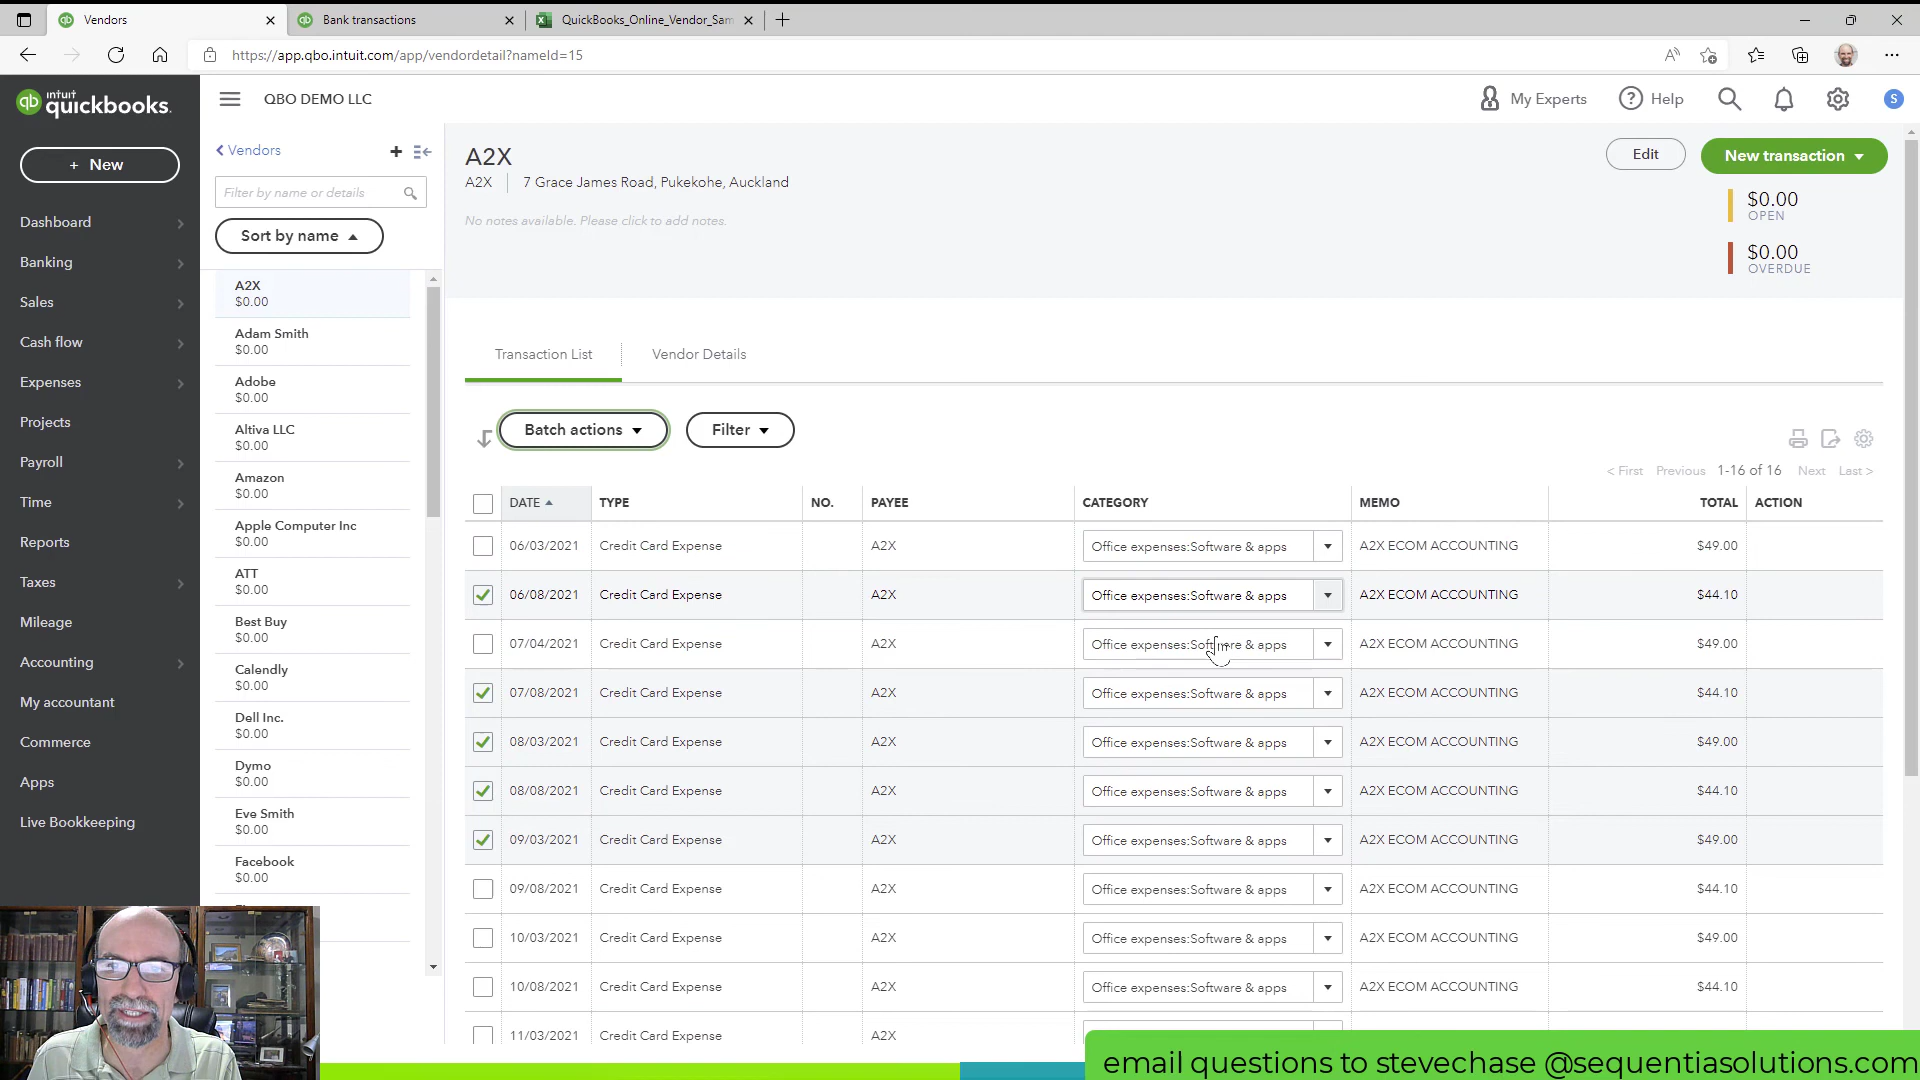 Vendors
Bank transactions
QuickBooks_Online_Vendor_Sam
https://app.qbo.intuit.com/app/vendordetail?nameId=15
intuit
quickbooks.
QBO DEMO LLC
My Experts
Help
S
+ New
Dashboard
Banking
Sales
Cash flow
Expenses
Projects
Payroll
Time
Reports
Taxes
Mileage
Accounting
My accountant
Commerce
Apps
Live Bookkeeping
Vendors
Filter by name or details
Sort by name
A2X
$0.00
Adam Smith
$0.00
Adobe
$0.00
Altiva LLC
$0.00
Amazon
$0.00
Apple Computer Inc
$0.00
ATT
$0.00
Best Buy
$0.00
Calendly
$0.00
Dell Inc.
$0.00
Dymo
$0.00
Eve Smith
$0.00
Facebook
$0.00
A2X
A2X 7 Grace James Road, Pukekohe, Auckland
No notes available. Please click to add notes.
Edit
New transaction
$0.00
OPEN
$0.00
OVERDUE
Transaction List
Vendor Details
Batch actions
Filter
< First Previous 1-16 of 16 Next Last >
DATE TYPE NO. PAYEE CATEGORY MEMO TOTAL ACTION
06/03/2021 Credit Card Expense A2X Office expenses:Software & apps A2X ECOM ACCOUNTING $49.00
06/08/2021 Credit Card Expense A2X Office expenses:Software & apps A2X ECOM ACCOUNTING $44.10
07/04/2021 Credit Card Expense A2X Office expenses:Software & apps A2X ECOM ACCOUNTING $49.00
07/08/2021 Credit Card Expense A2X Office expenses:Software & apps A2X ECOM ACCOUNTING $44.10
08/03/2021 Credit Card Expense A2X Office expenses:Software & apps A2X ECOM ACCOUNTING $49.00
08/08/2021 Credit Card Expense A2X Office expenses:Software & apps A2X ECOM ACCOUNTING $44.10
09/03/2021 Credit Card Expense A2X Office expenses:Software & apps A2X ECOM ACCOUNTING $49.00
09/08/2021 Credit Card Expense A2X Office expenses:Software & apps A2X ECOM ACCOUNTING $44.10
10/03/2021 Credit Card Expense A2X Office expenses:Software & apps A2X ECOM ACCOUNTING $49.00
10/08/2021 Credit Card Expense A2X Office expenses:Software & apps A2X ECOM ACCOUNTING $44.10
11/03/2021 Credit Card Expense A2X
email questions to stevechase @sequentiasolutions.com